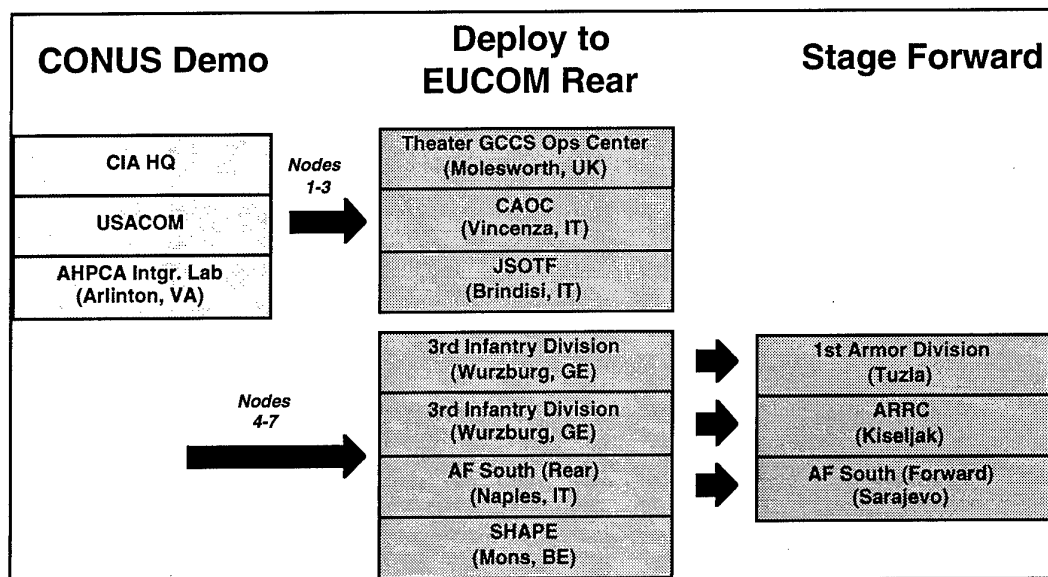 CONUS Demo
Deploy to
EUCOM Rear
Stage Forward
CIA HQ
USACOM
AHPCA Intgr. Lab
(Arlinton, VA)
Nodes
1-3
Theater GCCS Ops Center
(Molesworth, UK)
CAOC
(Vincenza, IT)
JSOTF
(Brindisi, IT)
Nodes
4-7
3rd Infantry Division
(Wurzburg, GE)
3rd Infantry Division
(Wurzburg, GE)
AF South (Rear)
(Naples, IT)
SHAPE
(Mons, BE)
1st Armor Division
(Tuzla)
ARRC
(Kiseljak)
AF South (Forward)
(Sarajevo)